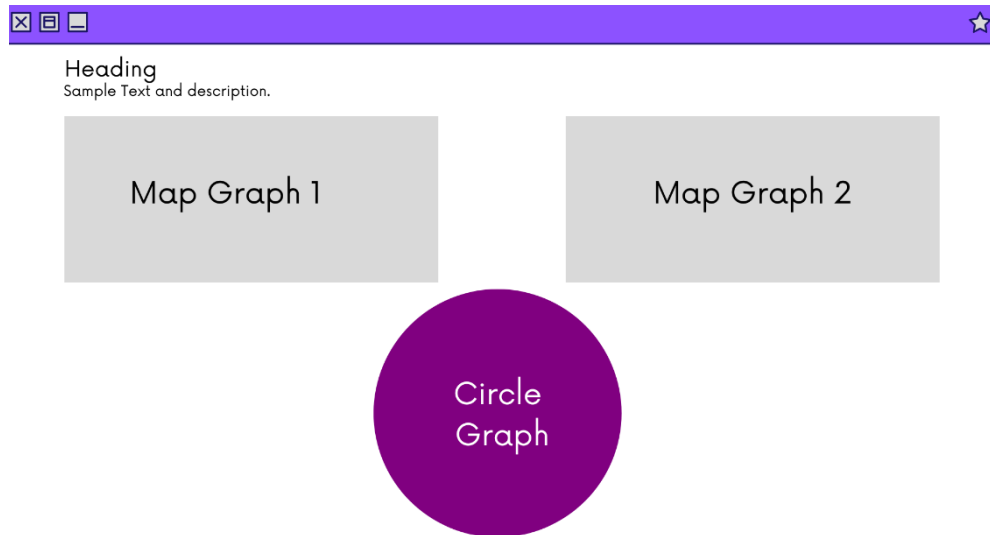 Heading
Sample Text and description.
Map Graph 1
Map Graph 2
Circle
Graph